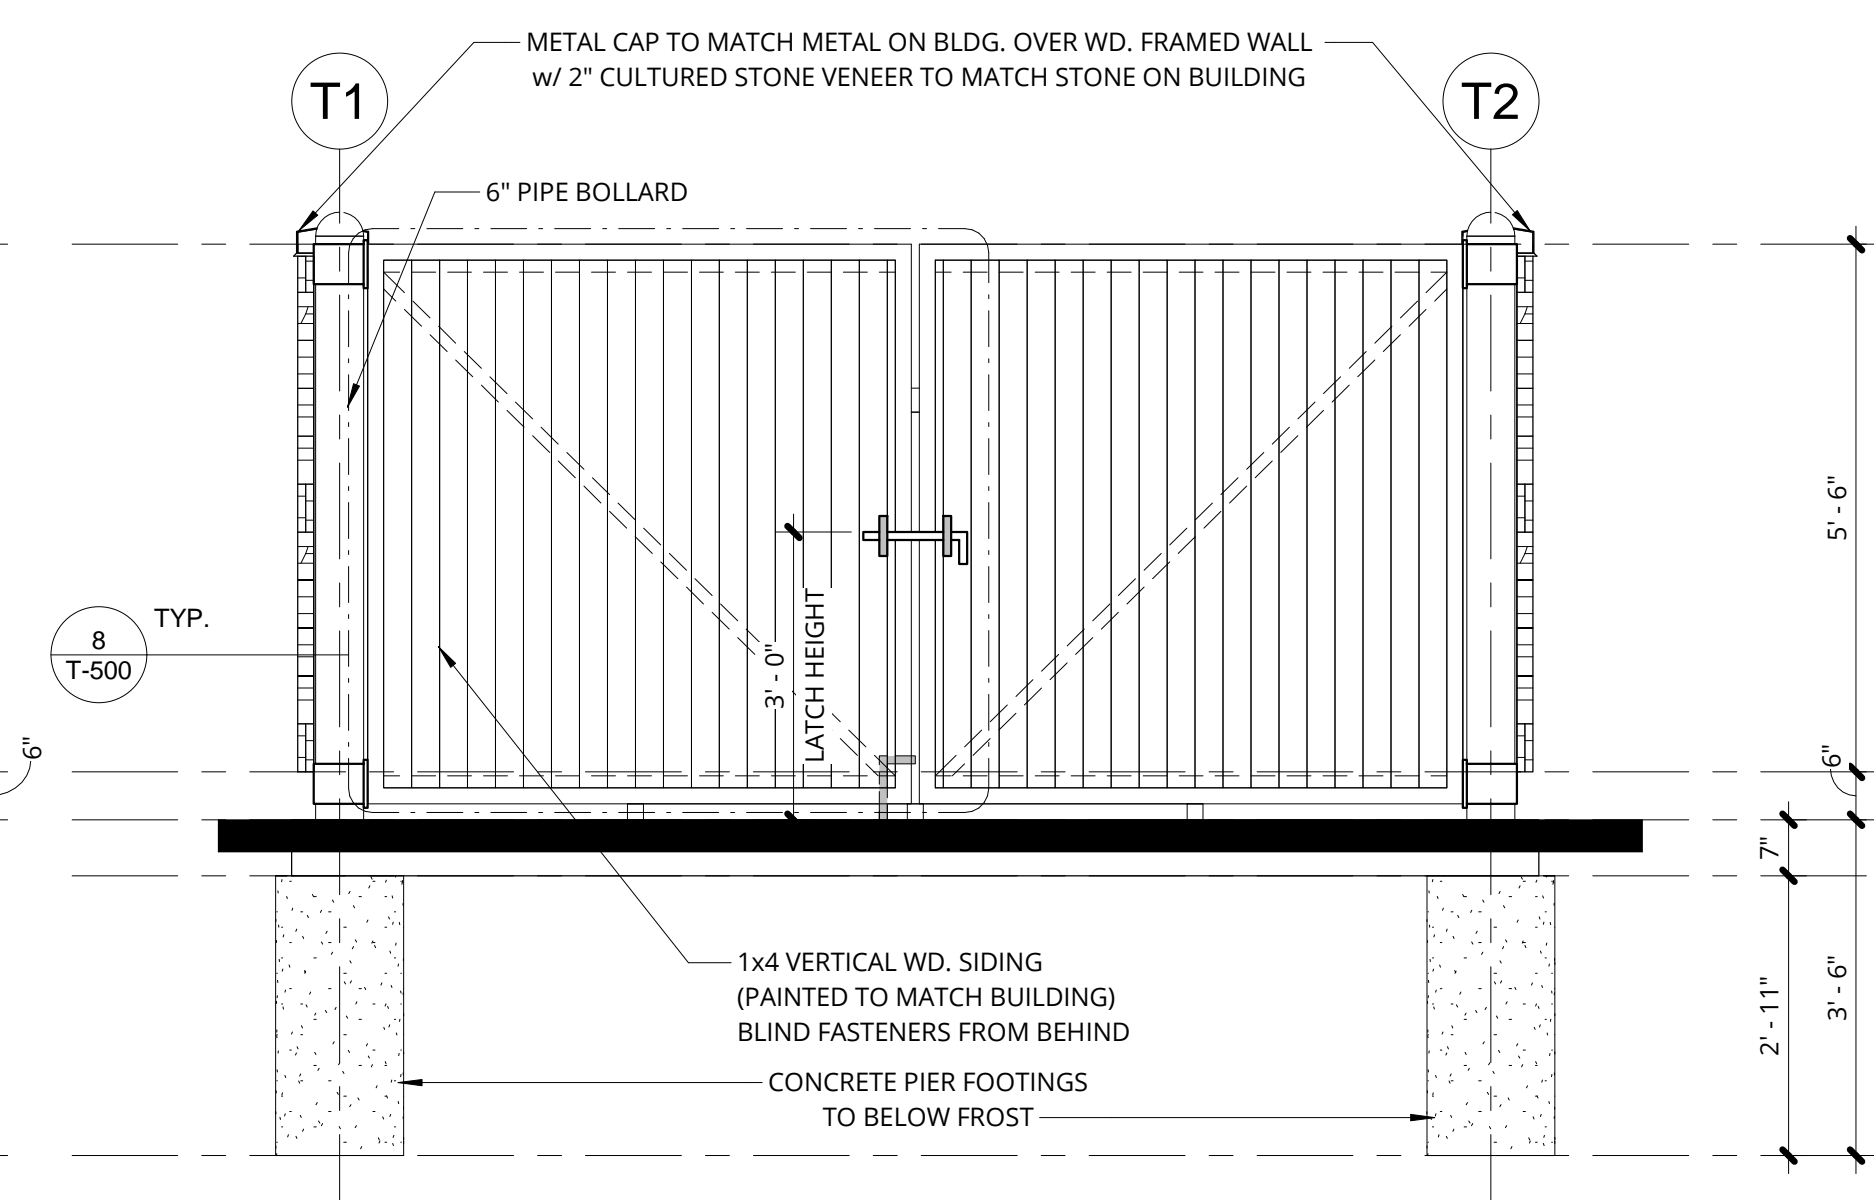 METAL CAP TO MATCH METAL ON BLDG. OVER WD. FRAMED WALL
w/ 2" CULTURED STONE VENEER TO MATCH STONE ON BUILDING
T1
T2
6" PIPE BOLLARD
5' - 6"
TYP.
8
T-500
3' - 0"
LATCH HEIGHT
6"
6"
7"
1x4 VERTICAL WD. SIDING
(PAINTED TO MATCH BUILDING)
BLIND FASTENERS FROM BEHIND
2' - 11"
3' - 6"
CONCRETE PIER FOOTINGS
TO BELOW FROST